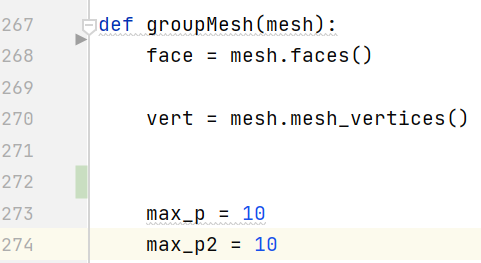 267 def groupMesh(mesh):
268 face = mesh.faces()
269
270 vert = mesh.mesh_vertices()
271
272
273 max_p = 10
274 max_p2 = 10